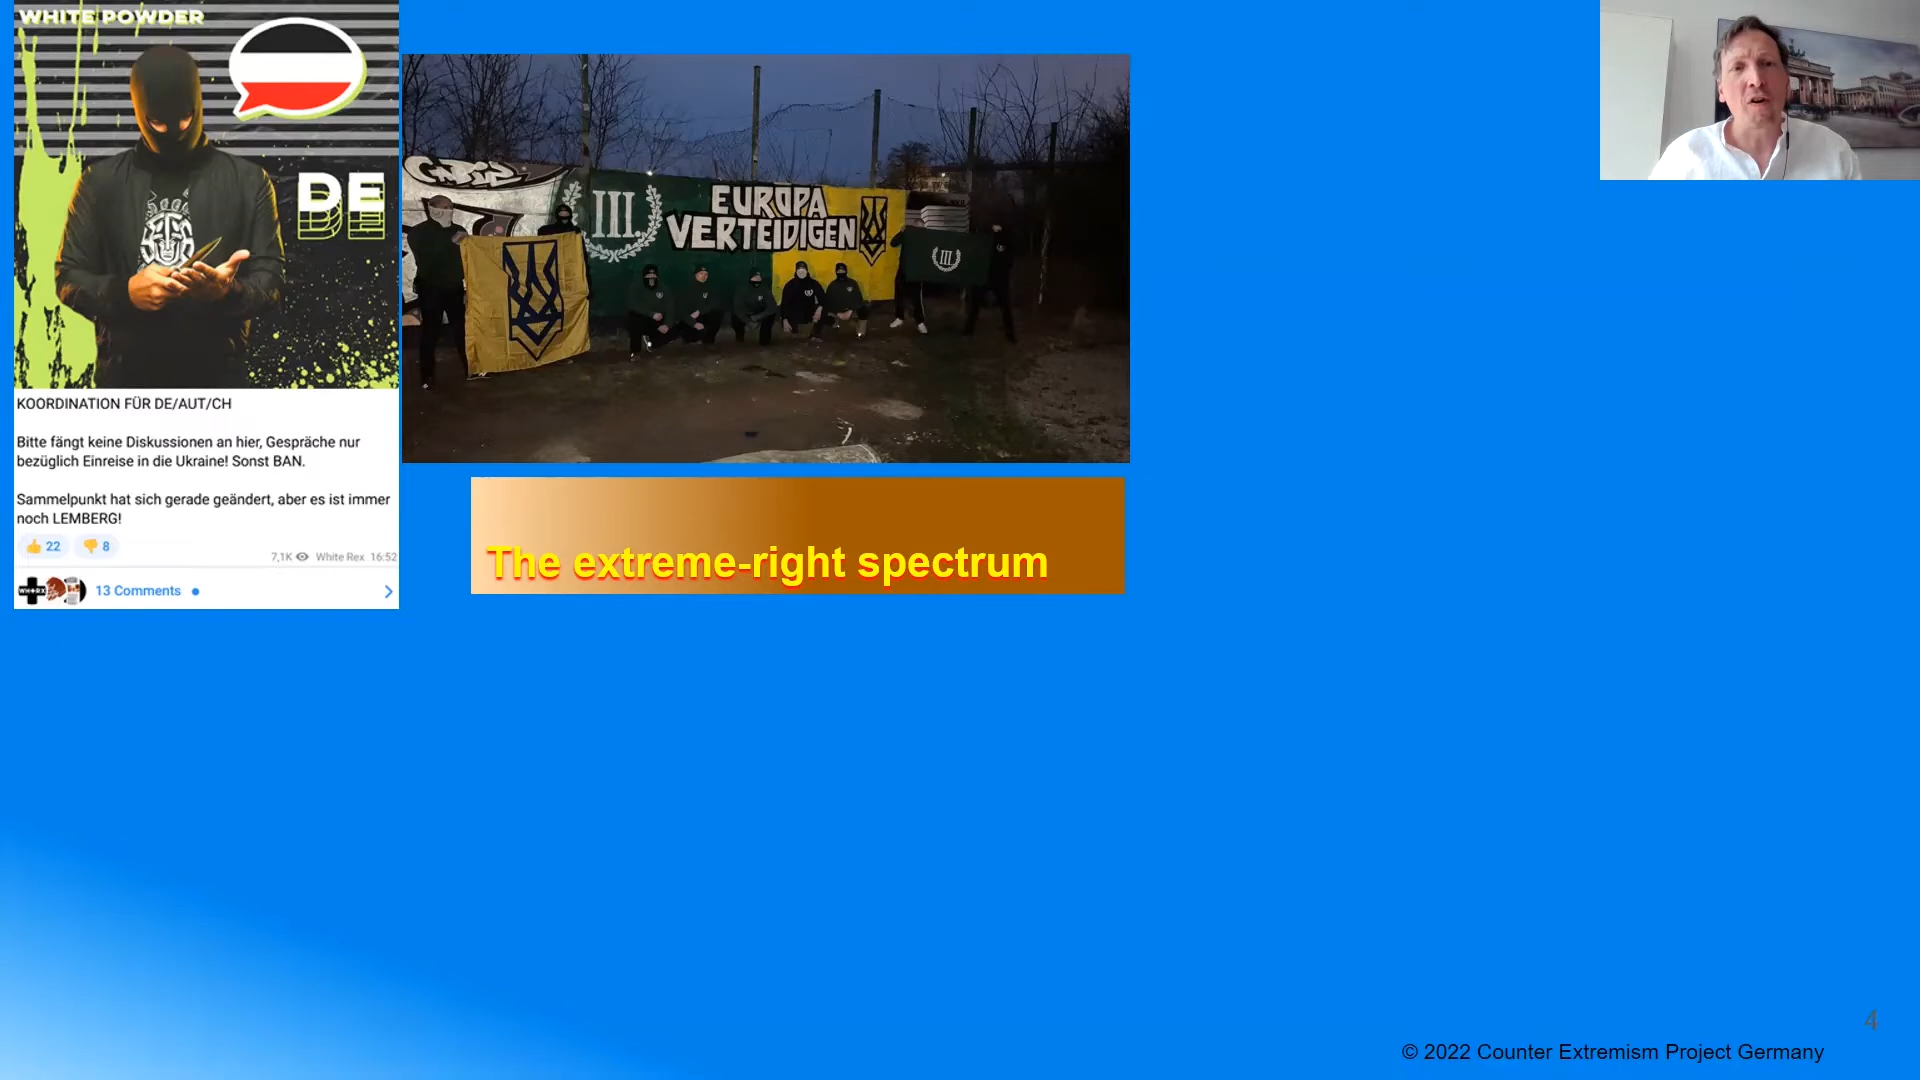 WHITE POWDER
DE
KOORDINATION FÜR DE/AUT/CH
Bitte fängt keine Diskussionen an hier, Gespräche nur
bezüglich Einreise in die Ukraine! Sonst BAN.
Sammelpunkt hat sich gerade geändert, aber es ist immer
noch LEMBERG!
22 8
7,1K White Rex 16:52
13 Comments
III.
EUROPA
VERTEIDIGEN
III.
The extreme-right spectrum
4
© 2022 Counter Extremism Project Germany